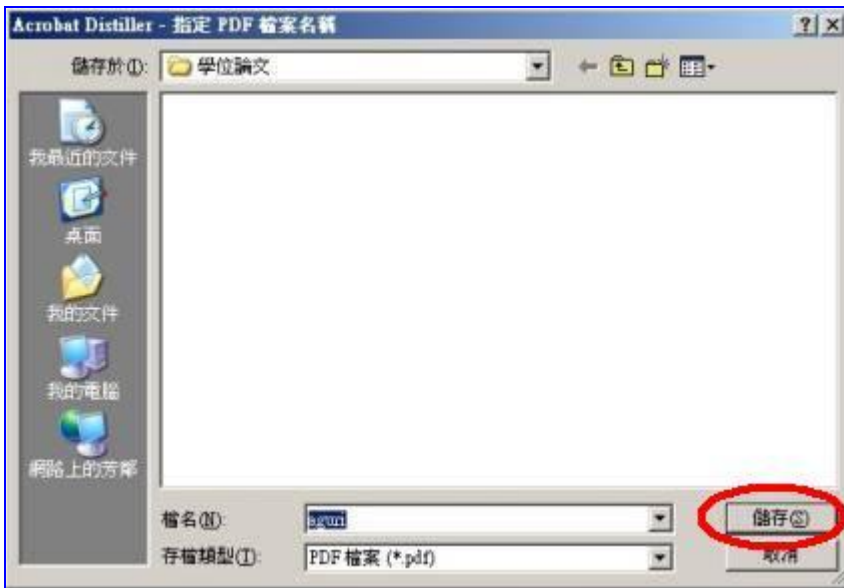 Acrobat Distiller - 指定 PDF 檔案名稱
儲存於(I): 學位論文
我最近的文件
桌面
我的文件
我的電腦
網路上的芳鄰
檔名(N): aguri
儲存(S)
存檔類型(T): PDF 檔案 (*.pdf)
取消